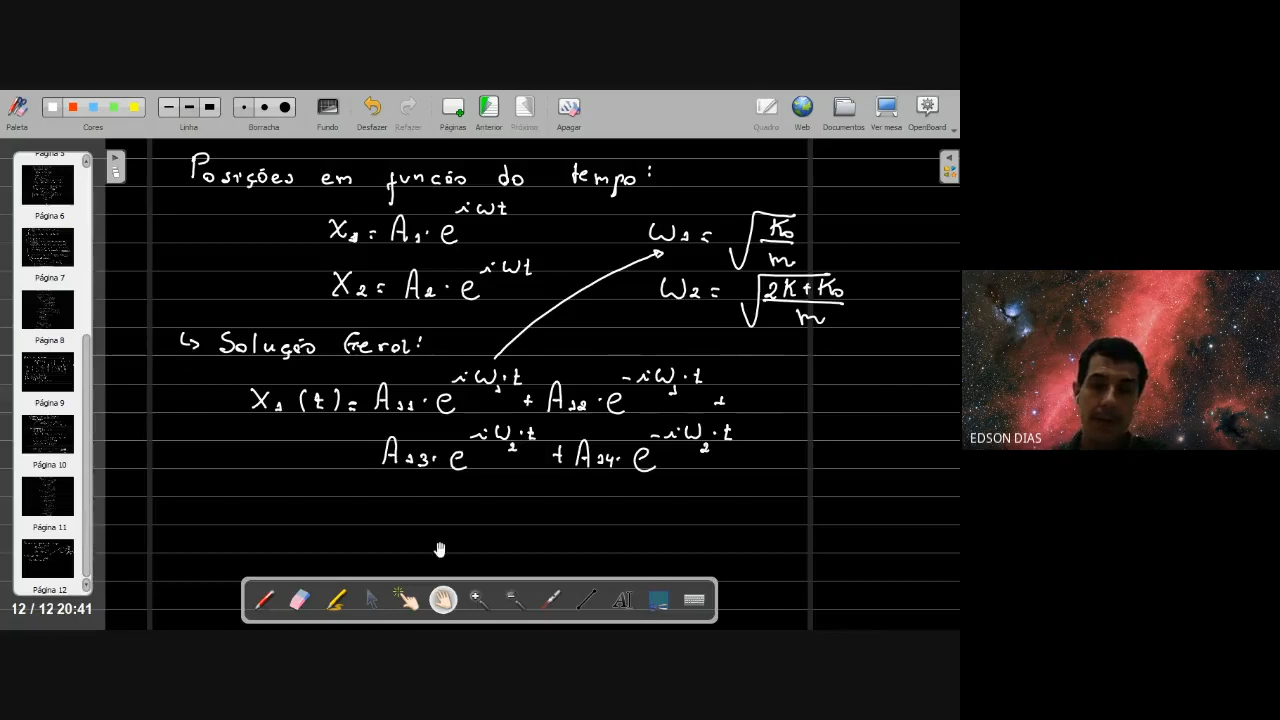 Paleta Cores Linha Borracha Fundo Desfazer Refazer Páginas Anterior Próximo Apagar Quadro Web Documentos Ver mesa OpenBoard
Página 5
Página 6
Página 7
Página 8
Página 9
Página 10
Página 11
Página 12
12 / 12 20:41
Posições em função do tempo:
x₁ = A₁ · e^{iωt}
x₂ = A₂ · e^{iωt}
ω₁ = √(K₀/m)
ω₂ = √((2K + K₀)/m)
↳ Solução Geral:
x₁(t) = A₁₁ · e^{iω₁·t} + A₁₂ · e^{-iω₁·t} +
A₁₃ · e^{iω₂·t} + A₁₄ · e^{-iω₂·t}
AI
EDSON DIAS